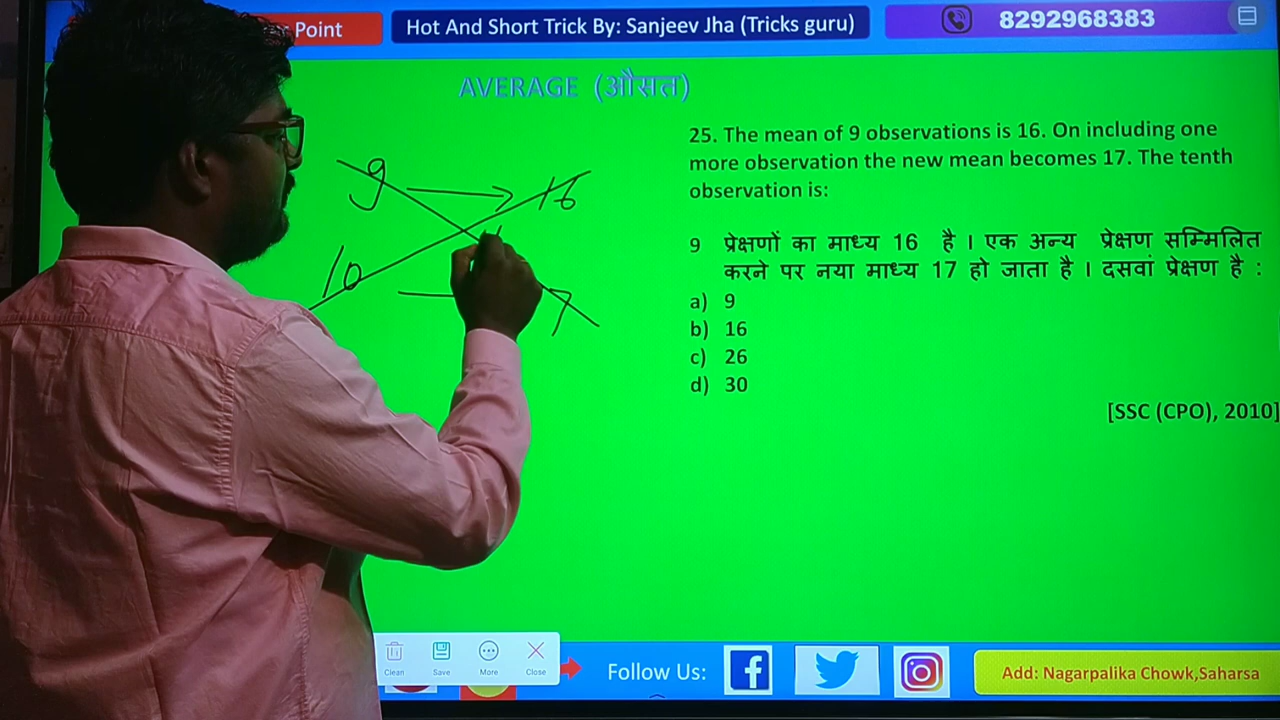 Point
Hot And Short Trick By: Sanjeev Jha (Tricks guru)
8292968383
AVERAGE (औसत)
25. The mean of 9 observations is 16. On including one
more observation the new mean becomes 17. The tenth
observation is:
9 प्रेक्षणों का माध्य 16 है । एक अन्य प्रेक्षण सम्मिलित
करने पर नया माध्य 17 हो जाता है । दसवां प्रेक्षण है :
a) 9
b) 16
c) 26
d) 30
[SSC (CPO), 2010]
9 16
10 7
Clean Save More Close
Follow Us:
Add: Nagarpalika Chowk,Saharsa